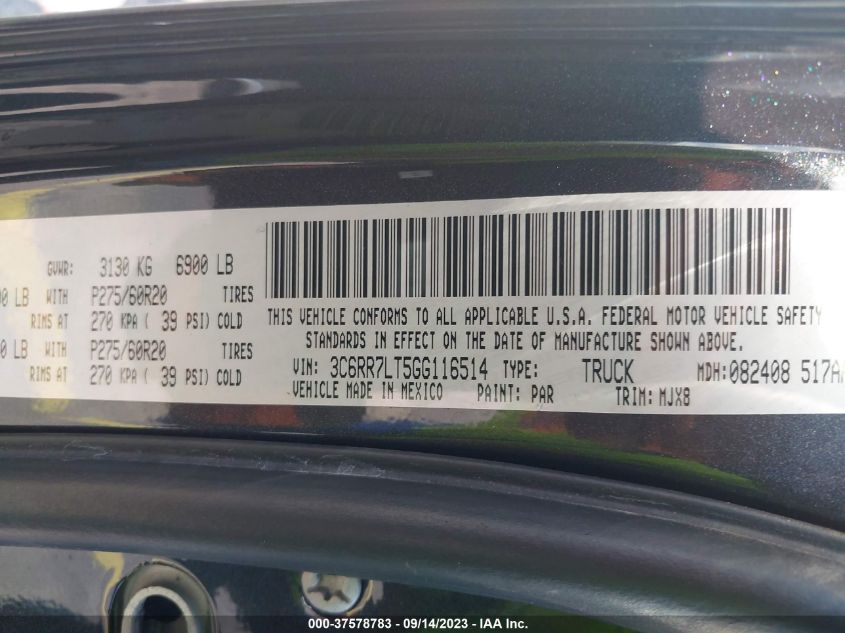 GVWR: 3130 KG 6900 LB
LB WITH P275/60R20 TIRES
RIMS AT 270 KPA ( 39 PSI) COLD
LB WITH P275/60R20 TIRES
RIMS AT 270 KPA ( 39 PSI) COLD
THIS VEHICLE CONFORMS TO ALL APPLICABLE U.S.A. FEDERAL MOTOR VEHICLE SAFETY
STANDARDS IN EFFECT ON THE DATE OF MANUFACTURE SHOWN ABOVE.
VIN: 3C6RR7LT5GG116514 TYPE: TRUCK MDH: 082408 517A
VEHICLE MADE IN MEXICO PAINT: PAR TRIM: MJX8
000-37578783 - 09/14/2023 - IAA Inc.